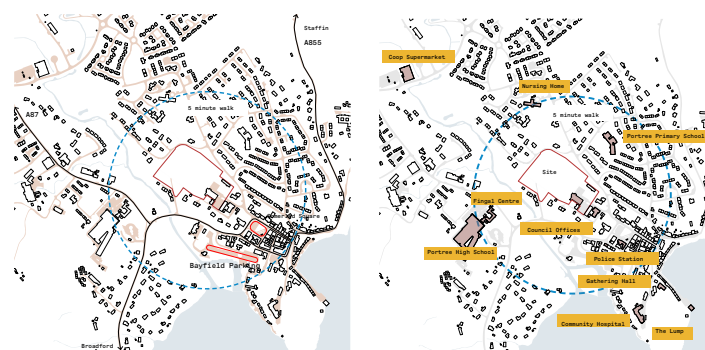 Staffin
A855
5 minute walk
A87
Somerled Square
Bayfield Park
Broadford
Coop Supermarket
Nursing Home
5 minute walk
Portree Primary School
Site
Fingal Centre
Council Offices
Portree High School
Police Station
Gathering Hall
Community Hospital
The Lump